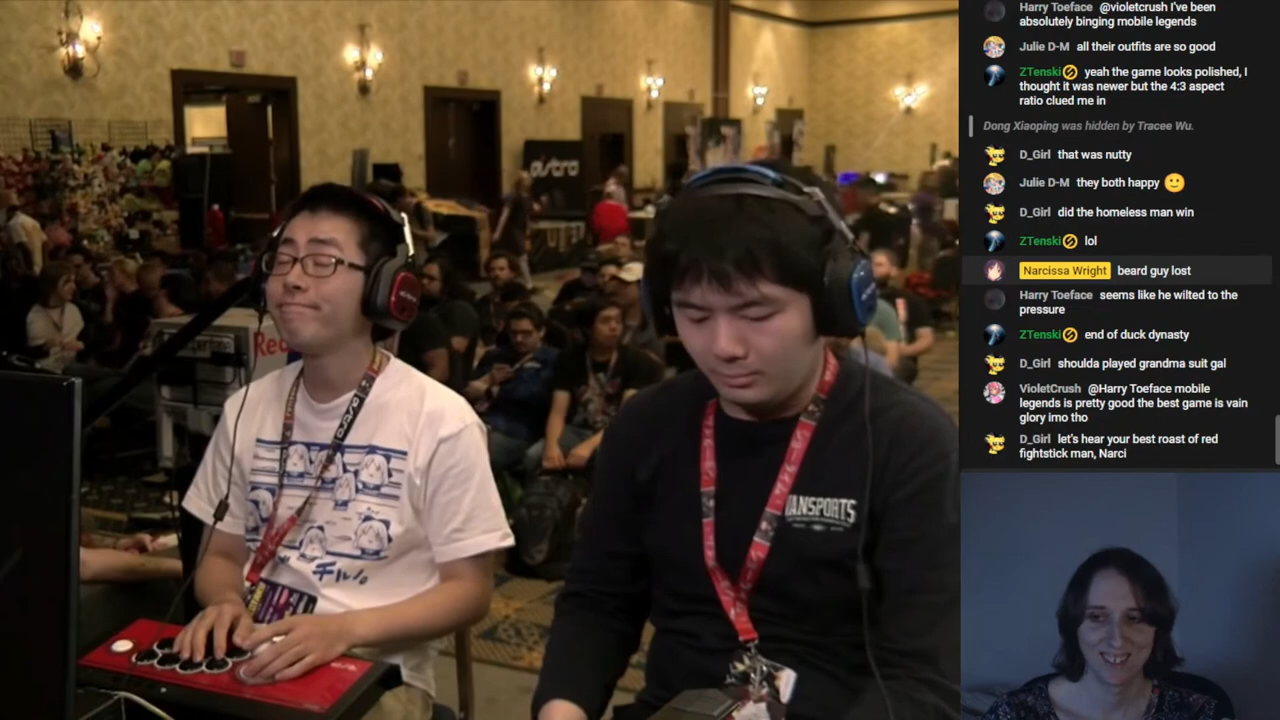 Harry Toeface @violetcrush I've been
absolutely binging mobile legends
Julie D-M all their outfits are so good
ZTenski yeah the game looks polished, I
thought it was newer but the 4:3 aspect
ratio clued me in
Dong Xiaoping was hidden by Tracee Wu.
D_Girl that was nutty
Julie D-M they both happy 🙂
D_Girl did the homeless man win
ZTenski lol
Narcissa Wright beard guy lost
Harry Toeface seems like he wilted to the
pressure
ZTenski end of duck dynasty
D_Girl shoulda played grandma suit gal
VioletCrush @Harry Toeface mobile
legends is pretty good the best game is vain
glory imo tho
D_Girl let's hear your best roast of red
fightstick man, Narci
astro
Red
チルノ
VANSPORTS